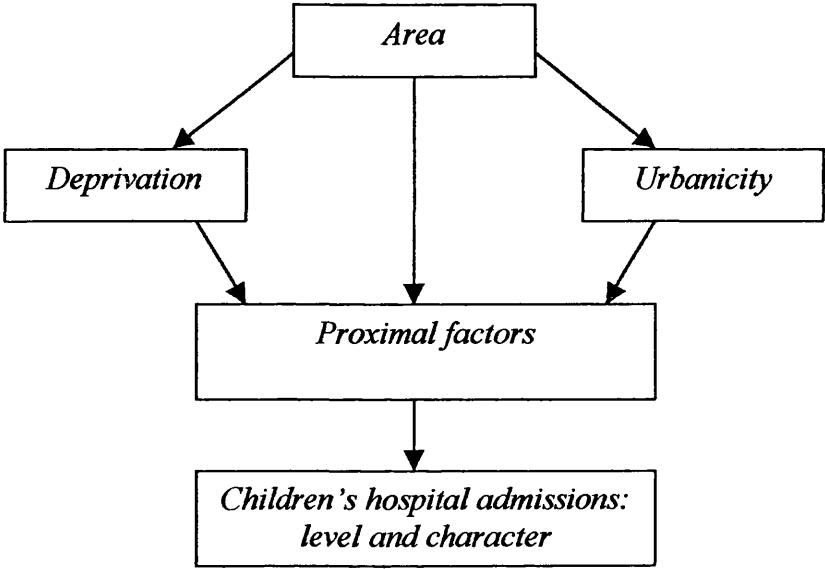 Area
Deprivation
Urbanicity
Proximal factors
Children's hospital admissions:
level and character